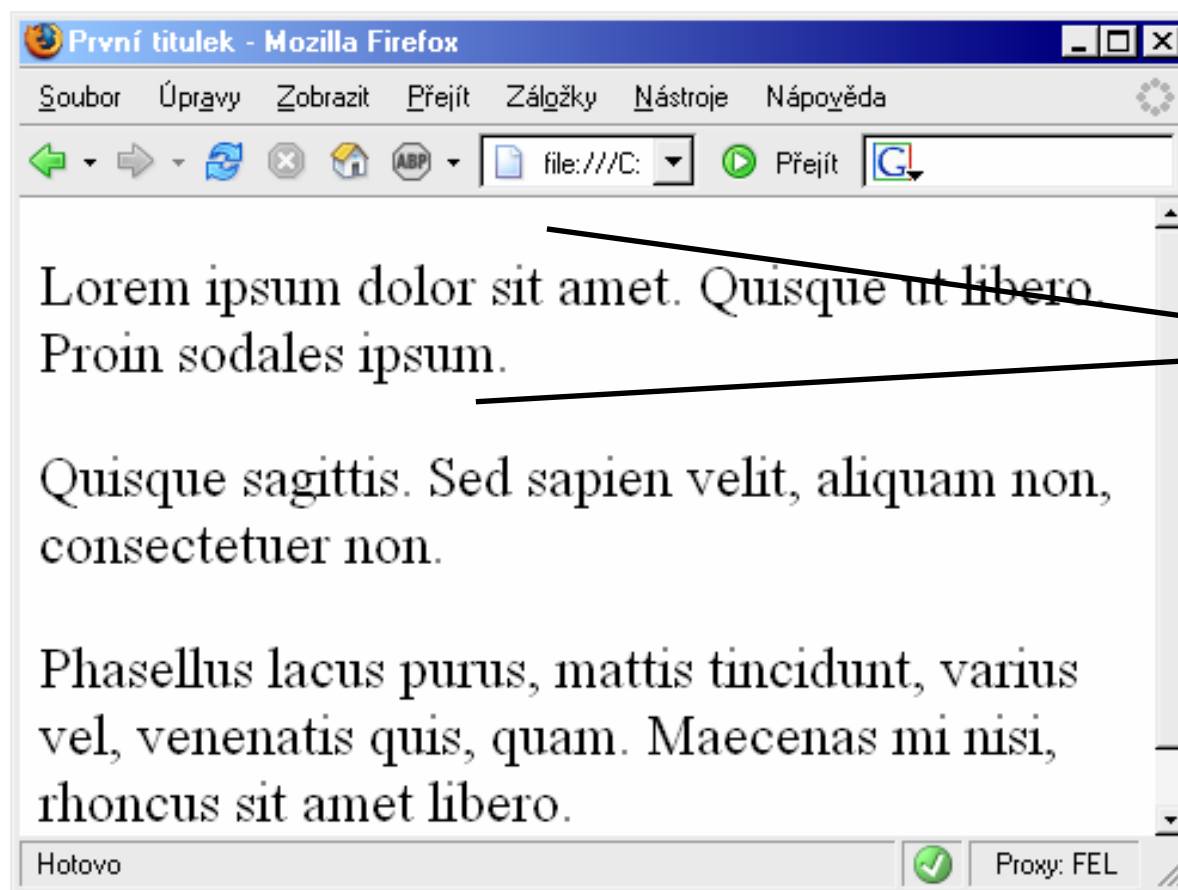 První titulek - Mozilla Firefox
Soubor Úpravy Zobrazit Přejít Záložky Nástroje Nápověda
ABP file:///C: Přejít G
Lorem ipsum dolor sit amet. Quisque ut libero.
Proin sodales ipsum.
Quisque sagittis. Sed sapien velit, aliquam non,
consectetuer non.
Phasellus lacus purus, mattis tincidunt, varius
vel, venenatis quis, quam. Maecenas mi nisi,
rhoncus sit amet libero.
Hotovo Proxy: FEL